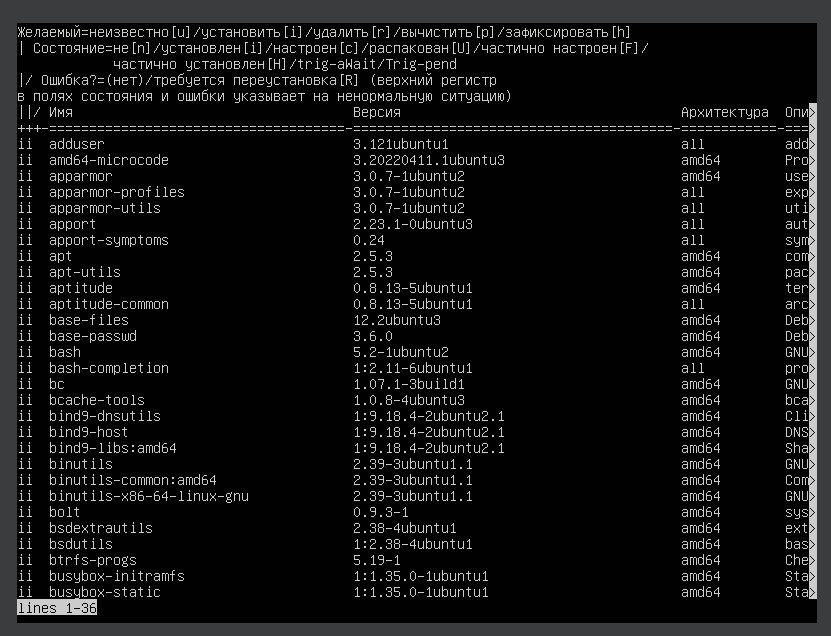 Желаемый=неизвестно[u]/установить[i]/удалить[r]/вычистить[p]/зафиксировать[h]
| Состояние=не[n]/установлен[i]/настроен[c]/распакован[U]/частично настроен[F]/
            частично установлен[H]/trig-aWait/Trig-pend
|/ Ошибка?=(нет)/требуется переустановка[R] (верхний регистр
в полях состояния и ошибки указывает на ненормальную ситуацию)
||/ Имя                                   Версия                                   Архитектура  Опи>
+++-=====================================-========================================-============-===>
ii  adduser                               3.121ubuntu1                             all          add>
ii  amd64-microcode                       3.20220411.1ubuntu3                      amd64        Pro>
ii  apparmor                              3.0.7-1ubuntu2                           amd64        use>
ii  apparmor-profiles                     3.0.7-1ubuntu2                           all          exp>
ii  apparmor-utils                        3.0.7-1ubuntu2                           all          uti>
ii  apport                                2.23.1-0ubuntu3                          all          aut>
ii  apport-symptoms                       0.24                                     all          sym>
ii  apt                                   2.5.3                                    amd64        com>
ii  apt-utils                             2.5.3                                    amd64        pac>
ii  aptitude                              0.8.13-5ubuntu1                          amd64        ter>
ii  aptitude-common                       0.8.13-5ubuntu1                          all          arc>
ii  base-files                            12.2ubuntu3                              amd64        Deb>
ii  base-passwd                           3.6.0                                    amd64        Deb>
ii  bash                                  5.2-1ubuntu2                             amd64        GNU>
ii  bash-completion                       1:2.11-6ubuntu1                          all          pro>
ii  bc                                    1.07.1-3build1                           amd64        GNU>
ii  bcache-tools                          1.0.8-4ubuntu3                           amd64        bca>
ii  bind9-dnsutils                        1:9.18.4-2ubuntu2.1                      amd64        Cli>
ii  bind9-host                            1:9.18.4-2ubuntu2.1                      amd64        DNS>
ii  bind9-libs:amd64                      1:9.18.4-2ubuntu2.1                      amd64        Sha>
ii  binutils                              2.39-3ubuntu1.1                          amd64        GNU>
ii  binutils-common:amd64                 2.39-3ubuntu1.1                          amd64        Com>
ii  binutils-x86-64-linux-gnu             2.39-3ubuntu1.1                          amd64        GNU>
ii  bolt                                  0.9.3-1                                  amd64        sys>
ii  bsdextrautils                         2.38-4ubuntu1                            amd64        ext>
ii  bsdutils                              1:2.38-4ubuntu1                          amd64        bas>
ii  btrfs-progs                           5.19-1                                   amd64        Che>
ii  busybox-initramfs                     1:1.35.0-1ubuntu1                        amd64        Sta>
ii  busybox-static                        1:1.35.0-1ubuntu1                        amd64        Sta>
lines 1-36